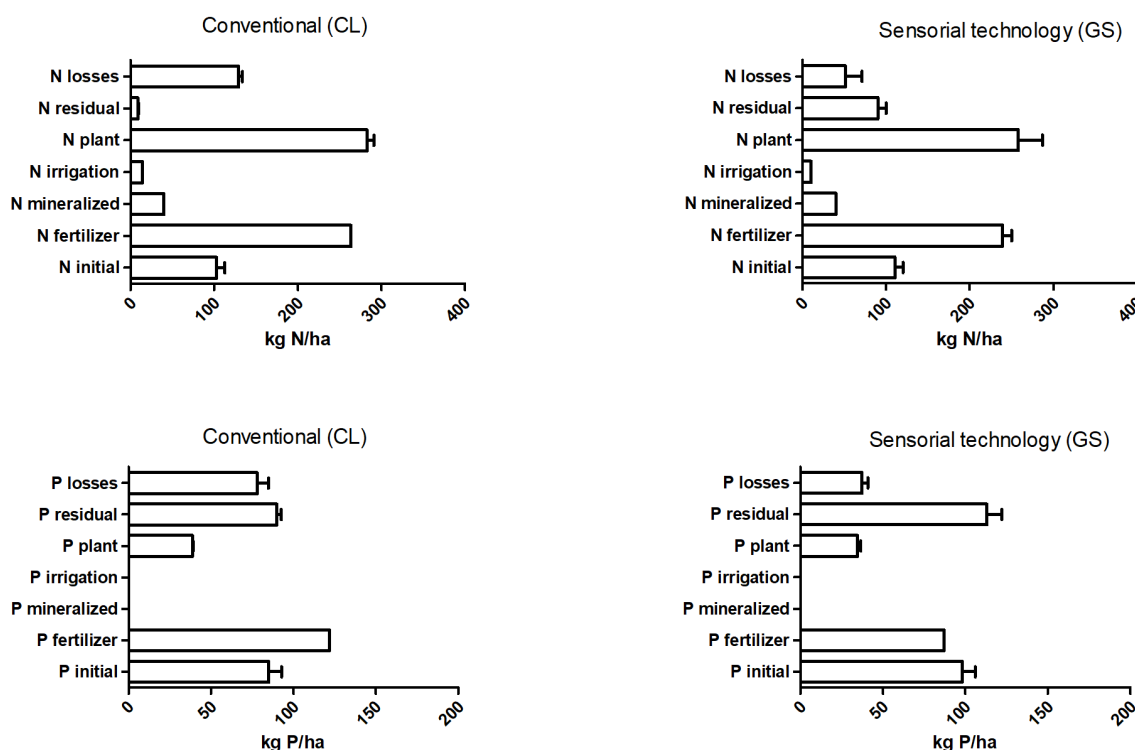 Conventional (CL)
N losses
N residual
N plant
N irrigation
N mineralized
N fertilizer
N initial
0
100
200
300
400
kg N/ha
Sensorial technology (GS)
N losses
N residual
N plant
N irrigation
N mineralized
N fertilizer
N initial
0
100
200
300
400
kg N/ha
Conventional (CL)
P losses
P residual
P plant
P irrigation
P mineralized
P fertilizer
P initial
0
50
100
150
200
kg P/ha
Sensorial technology (GS)
P losses
P residual
P plant
P irrigation
P mineralized
P fertilizer
P initial
0
50
100
150
200
kg P/ha